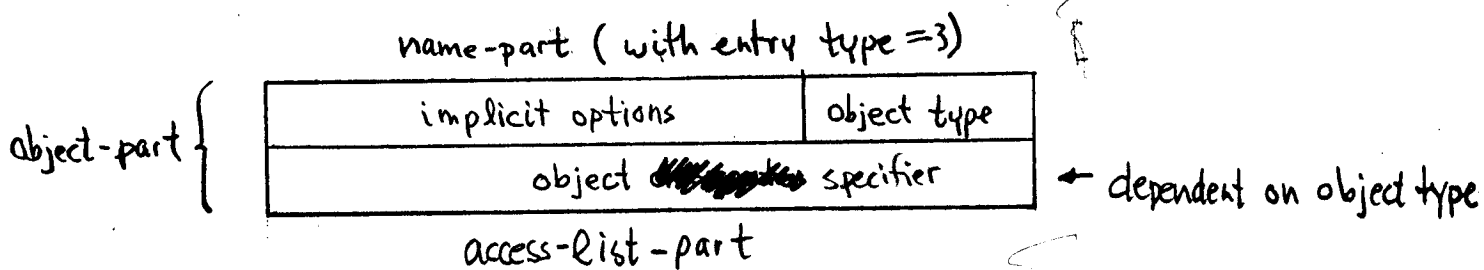 name-part (with entry type =3)
implicit options object type
object-part
object specifier ← dependent on object type
access-list-part